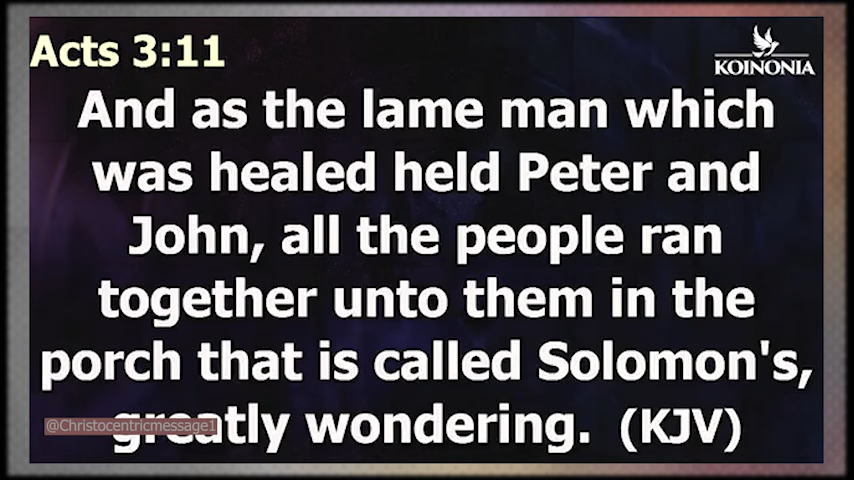 Acts 3:11
KOINONIA
And as the lame man which
was healed held Peter and
John, all the people ran
together unto them in the
porch that is called Solomon's,
greatly wondering. (KJV)
@Christocentricmessage1